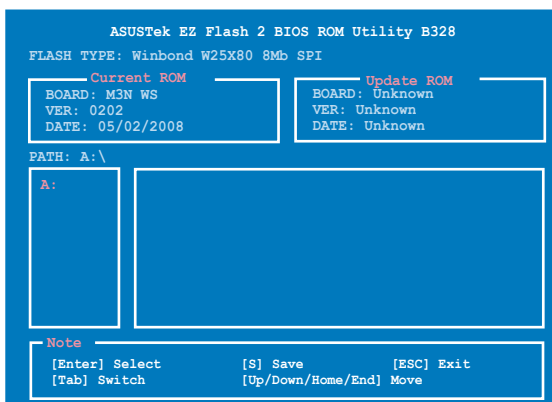 ASUSTek EZ Flash 2 BIOS ROM Utility B328
FLASH TYPE: Winbond W25X80 8Mb SPI
Current ROM
BOARD: M3N WS
VER: 0202
DATE: 05/02/2008
Update ROM
BOARD: Unknown
VER: Unknown
DATE: Unknown
PATH: A:\
A:
Note
[Enter] Select [S] Save [ESC] Exit
[Tab] Switch [Up/Down/Home/End] Move